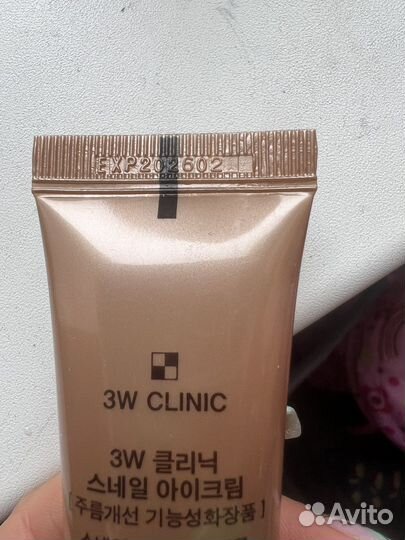 EXP202602
3W CLINIC
3W 클리닉
스네일 아이크림
[주름개선 기능성화장품]
Avito